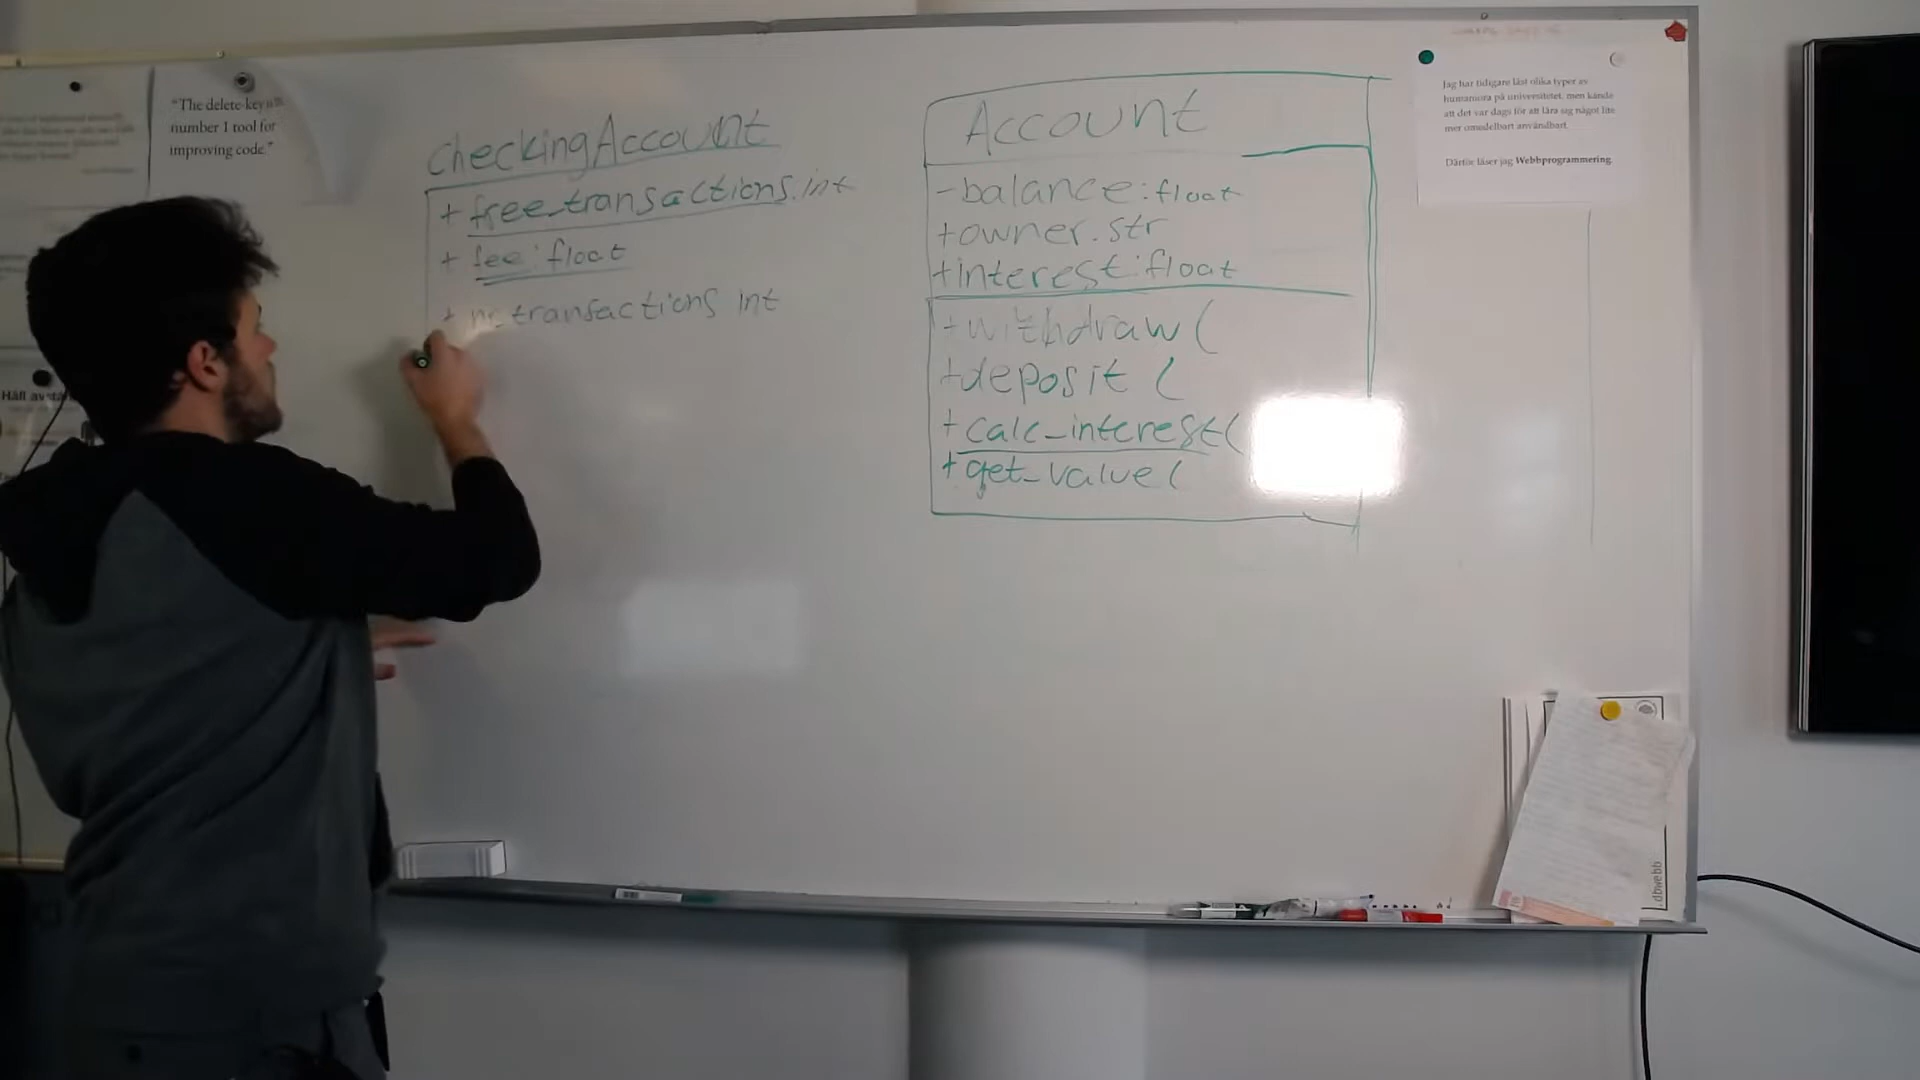 "The delete-key is
number 1 tool for
improving code."
Håll avstå
checkingAccount
+ free_transactions.int
+ fee: float
+ nr_transactions int
Account
-balance:float
+owner.str
+interest:float
+withdraw(
+deposit (
+calc_interest(
+get_value(
Jag har tidigare läst olika typer av
humaniora på universitetet, men kände
att det var dags för att lära sig något lite
mer omedelbart användbart.
Därför läser jag Webbprogrammering.
dbwebb